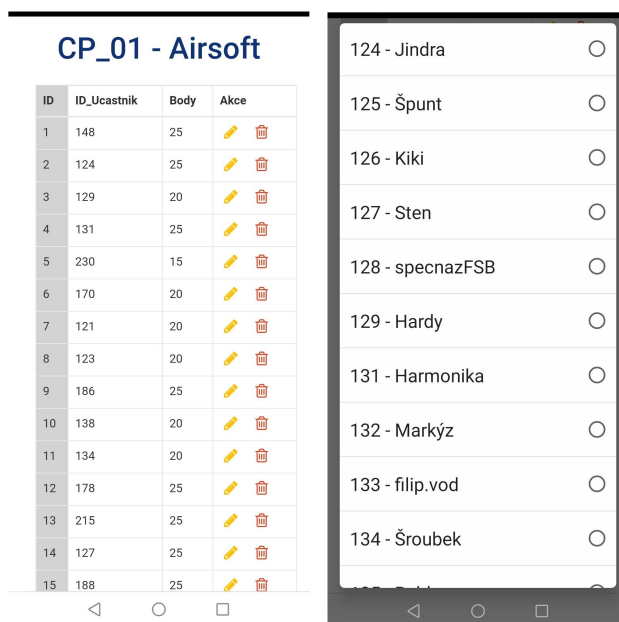 CP_01 - Airsoft
ID ID_Ucastnik Body Akce
1 148 25
2 124 25
3 129 20
4 131 25
5 230 15
6 170 20
7 121 20
8 123 20
9 186 25
10 138 20
11 134 20
12 178 25
13 215 25
14 127 25
15 188 25
124 - Jindra
125 - Špunt
126 - Kiki
127 - Sten
128 - specnazFSB
129 - Hardy
131 - Harmonika
132 - Markýz
133 - filip.vod
134 - Šroubek